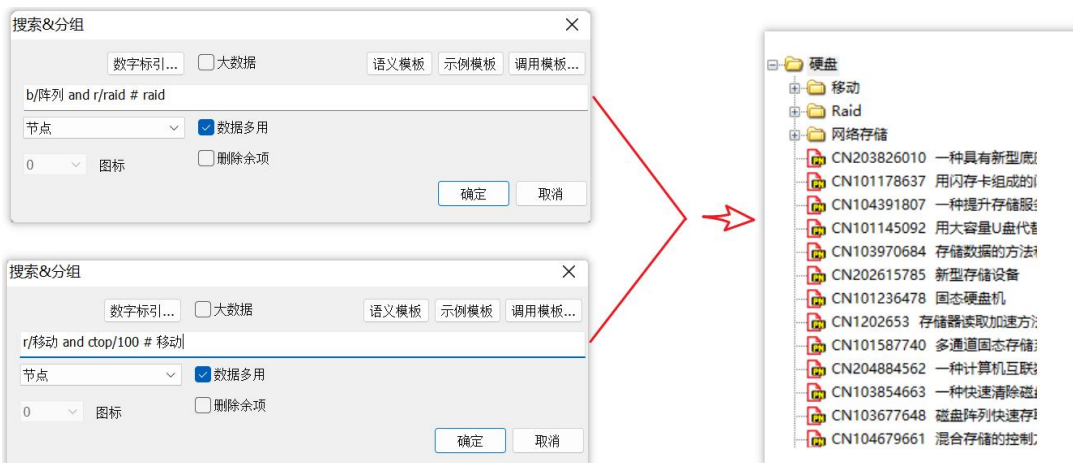 搜索&分组
数字标引... 大数据 语义模板 示例模板 调用模板...
b/阵列 and r/raid # raid
节点 数据多用
0 图标 删除余项
确定 取消
搜索&分组
数字标引... 大数据 语义模板 示例模板 调用模板...
r/移动 and ctop/100 # 移动
节点 数据多用
0 图标 删除余项
确定 取消
硬盘
移动
Raid
网络存储
CN203826010 一种具有新型底
CN101178637 用闪存卡组成的
CN104391807 一种提升存储服
CN101145092 用大容量U盘代替
CN103970684 存储数据的方法
CN202615785 新型存储设备
CN101236478 固态硬盘机
CN1202653 存储器读取加速方法
CN101587740 多通道固态存储
CN204884562 一种计算机互联
CN103854663 一种快速清除磁
CN103677648 磁盘阵列快速存
CN104679661 混合存储的控制